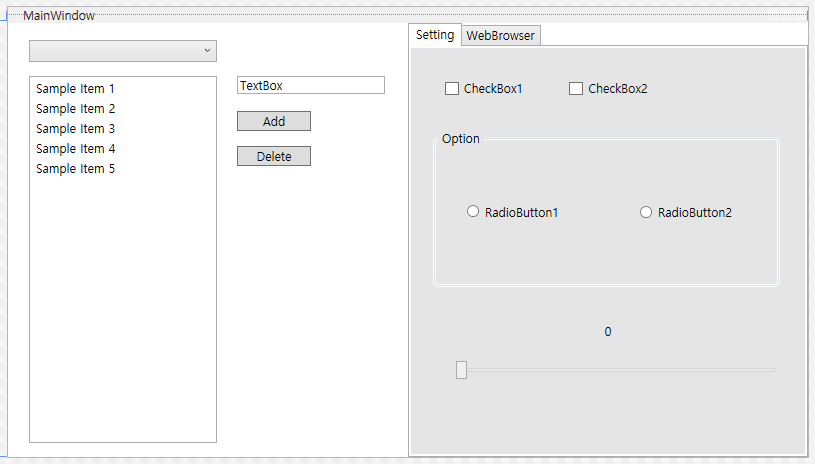 MainWindow
Setting
WebBrowser
Sample Item 1
Sample Item 2
Sample Item 3
Sample Item 4
Sample Item 5
TextBox
Add
Delete
CheckBox1
CheckBox2
Option
RadioButton1
RadioButton2
0